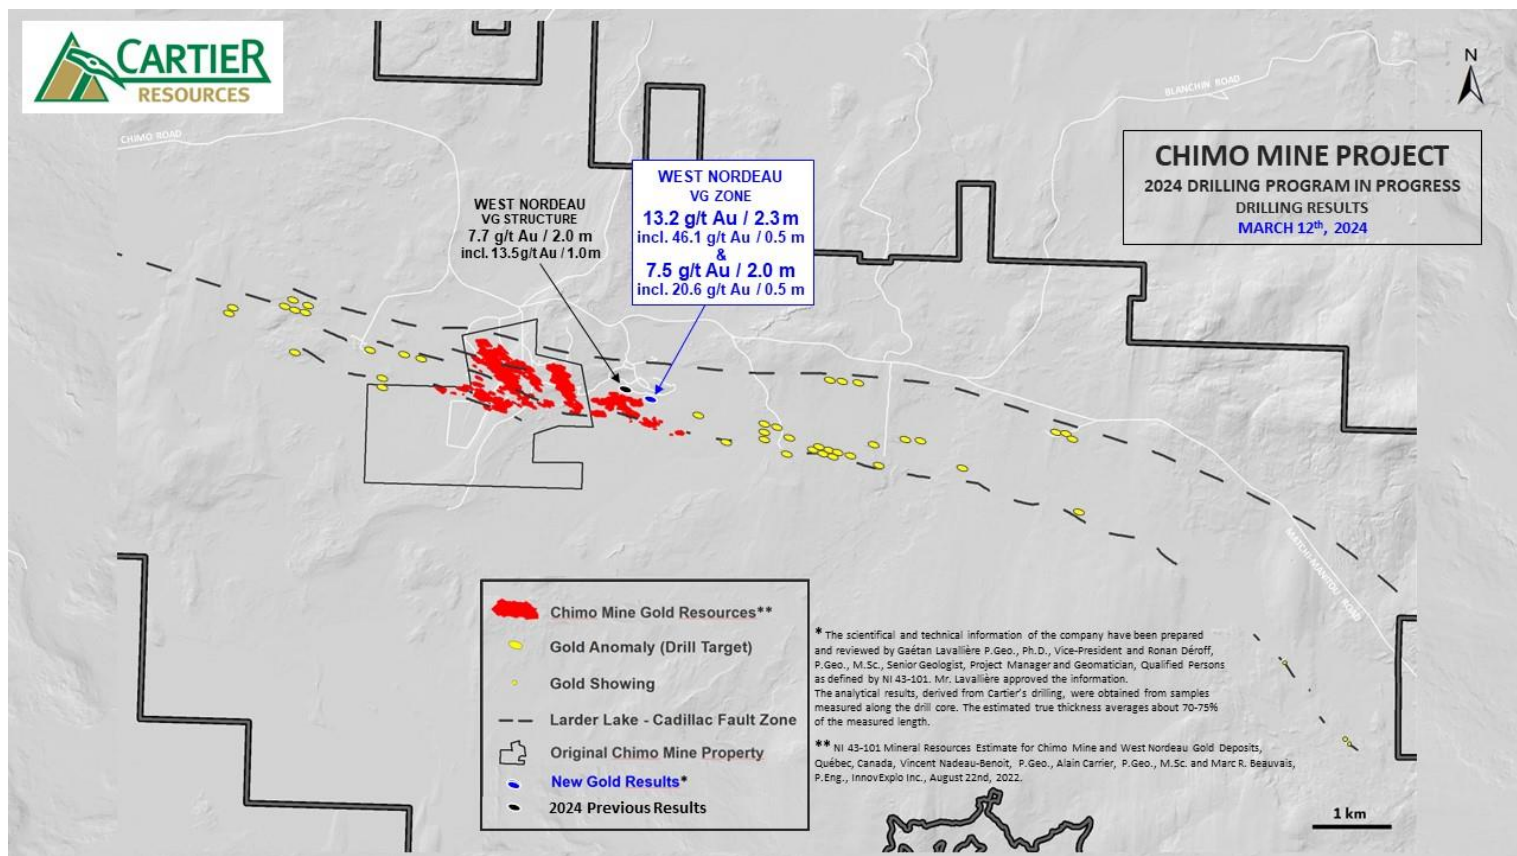 CARTIER
RESOURCES
N
CHIMO ROAD
BLANCHIN ROAD
CHIMO MINE PROJECT
2024 DRILLING PROGRAM IN PROGRESS
DRILLING RESULTS
MARCH 12th, 2024
WEST NORDEAU
VG STRUCTURE
7.7 g/t Au / 2.0 m
incl. 13.5g/t Au / 1.0m
WEST NORDEAU
VG ZONE
13.2 g/t Au / 2.3 m
incl. 46.1 g/t Au / 0.5 m
&
7.5 g/t Au / 2.0 m
incl. 20.6 g/t Au / 0.5 m
MATCHI-MANITOU ROAD
Chimo Mine Gold Resources**
Gold Anomaly (Drill Target)
Gold Showing
Larder Lake - Cadillac Fault Zone
Original Chimo Mine Property
New Gold Results*
2024 Previous Results
* The scientifical and technical information of the company have been prepared
and reviewed by Gaétan Lavallière P.Geo., Ph.D., Vice-President and Ronan Déroff,
P.Geo., M.Sc., Senior Geologist, Project Manager and Geomatician, Qualified Persons
as defined by NI 43-101. Mr. Lavallière approved the information.
The analytical results, derived from Cartier's drilling, were obtained from samples
measured along the drill core. The estimated true thickness averages about 70-75%
of the measured length.
** NI 43-101 Mineral Resources Estimate for Chimo Mine and West Nordeau Gold Deposits,
Québec, Canada, Vincent Nadeau-Benoit, P.Geo., Alain Carrier, P.Geo., M.Sc. and Marc R. Beauvais,
P.Eng., InnovExplo Inc., August 22nd, 2022.
1 km